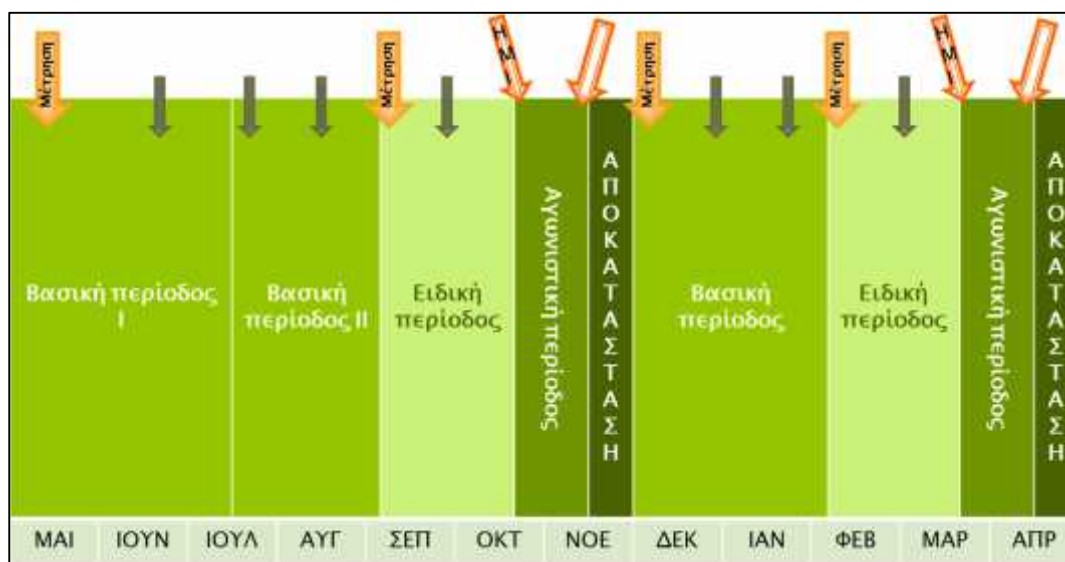 Μέτρηση
Μέτρηση
ΗΜΙ
Μέτρηση
Μέτρηση
ΗΜΙ
Βασική περίοδος
Ι
Βασική
περίοδος ΙΙ
Ειδική
περίοδος
Αγωνιστική περίοδος
ΑΠΟΚΑΤΑΣΤΑΣΗ
Βασική
περίοδος
Ειδική
περίοδος
Αγωνιστική περίοδος
ΑΠΟΚΑΤΑΣΤΑΣΗ
ΜΑΙ ΙΟΥΝ ΙΟΥΛ ΑΥΓ ΣΕΠ ΟΚΤ ΝΟΕ ΔΕΚ ΙΑΝ ΦΕΒ ΜΑΡ ΑΠΡ